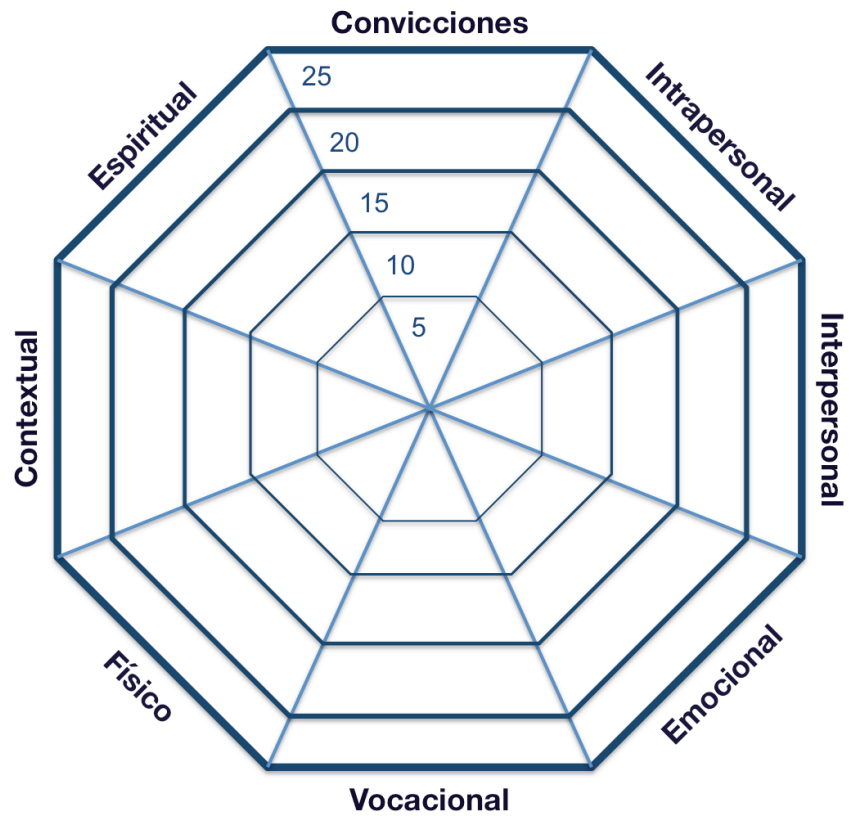 Convicciones
Espiritual
Intrapersonal
25
20
15
10
5
Contextual
Interpersonal
Físico
Emocional
Vocacional